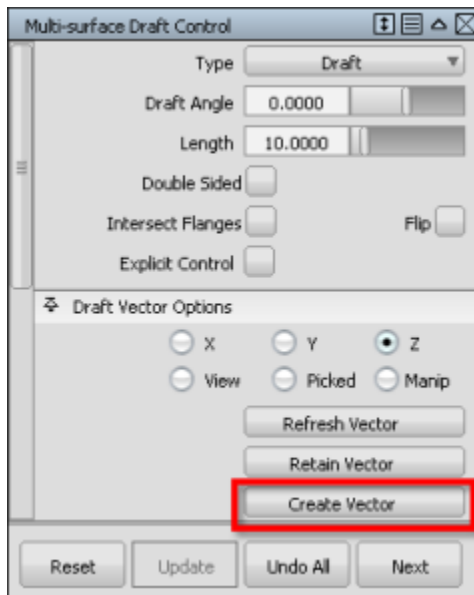 Multi-surface Draft Control
Type Draft
Draft Angle 0.0000
Length 10.0000
Double Sided
Intersect Flanges Flip
Explicit Control
Draft Vector Options
X Y Z
View Picked Manip
Refresh Vector
Retain Vector
Create Vector
Reset Update Undo All Next